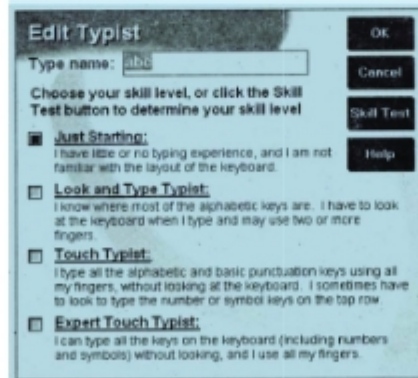 Edit Typist
OK
Type name: abc
Cancel
Choose your skill level, or click the Skill
Test button to determine your skill level
Skill Test
Just Starting:
Help
I have little or no typing experience, and I am not
familiar with the layout of the keyboard.
Look and Type Typist:
I know where most of the alphabetic keys are. I have to look
at the keyboard when I type and may use two or more
fingers.
Touch Typist:
I type all the alphabetic and basic punctuation keys using all
my fingers, without looking at the keyboard. I sometimes have
to look to type the number or symbol keys on the top row.
Expert Touch Typist:
I can type all the keys on the keyboard (including numbers
and symbols) without looking, and I use all my fingers.